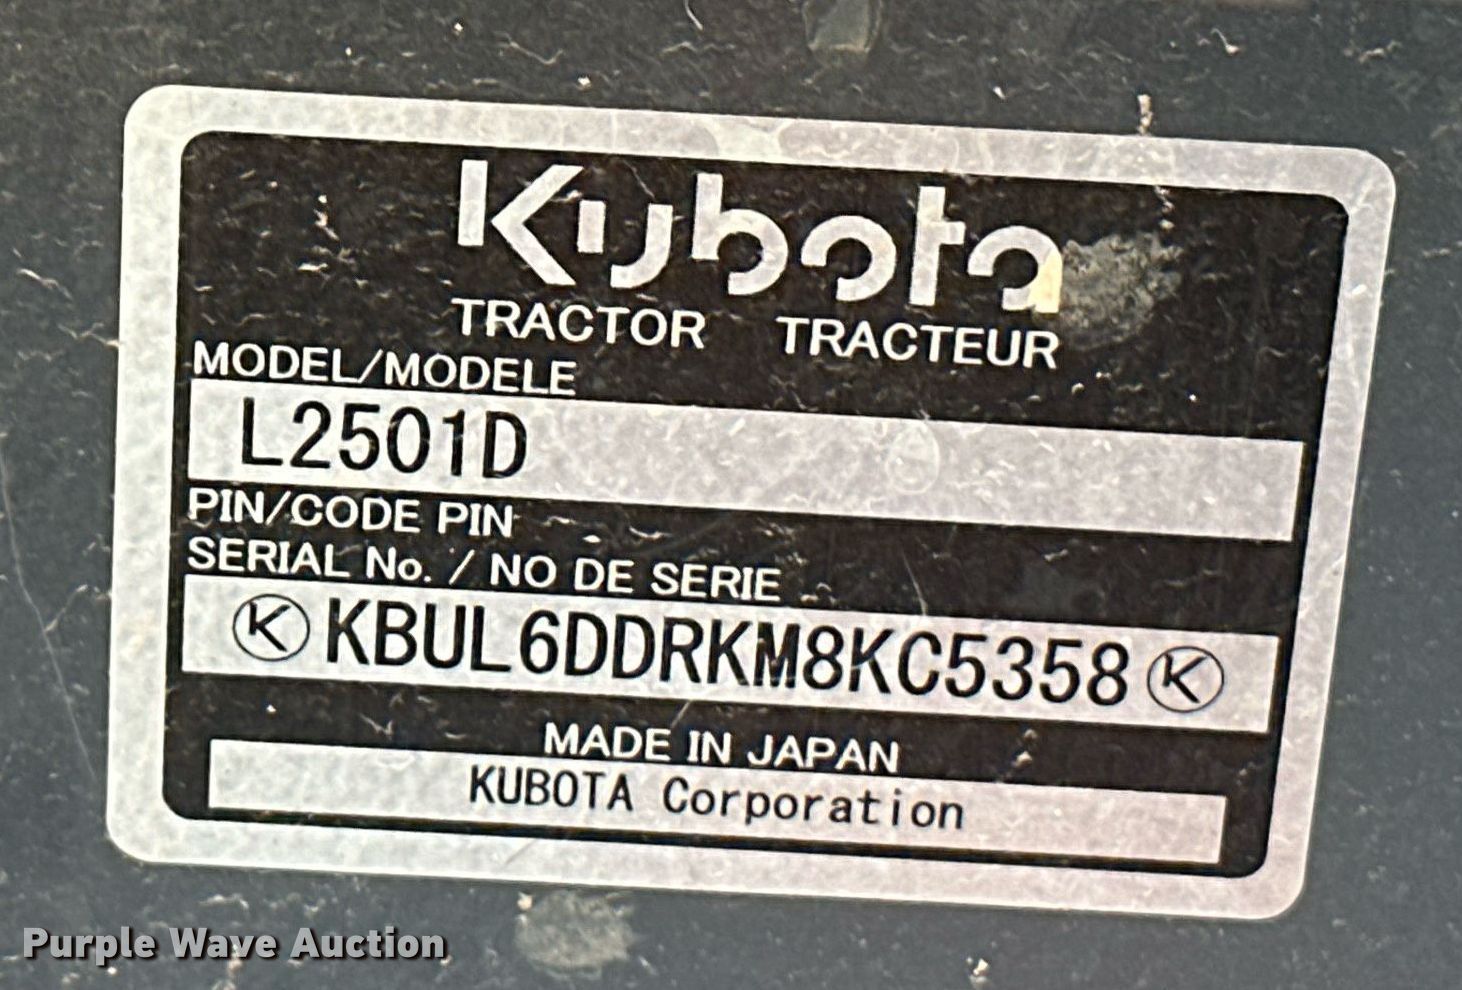 Kubota
TRACTOR TRACTEUR
MODEL/MODELE
L2501D
PIN/CODE PIN
SERIAL No. / NO DE SERIE
K KBUL6DDRKM8KC5358 K
MADE IN JAPAN
KUBOTA Corporation
Purple Wave Auction